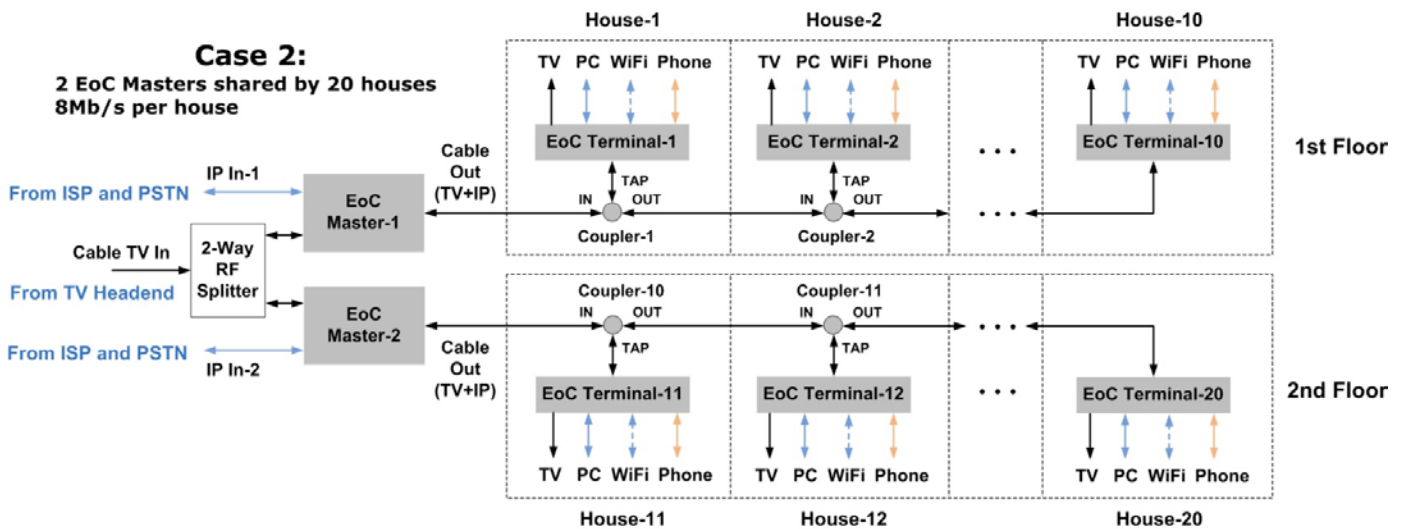 House-1
House-2
House-10
Case 2:
2 EoC Masters shared by 20 houses
8Mb/s per house
TV PC WiFi Phone
TV PC WiFi Phone
TV PC WiFi Phone
EoC Terminal-1
EoC Terminal-2
EoC Terminal-10
1st Floor
Cable
Out
(TV+IP)
TAP
TAP
IP In-1
From ISP and PSTN
EoC
Master-1
IN
OUT
IN
OUT
Coupler-1
Coupler-2
Cable TV In
From TV Headend
2-Way
RF
Splitter
EoC
Master-2
Coupler-10
Coupler-11
IN
OUT
IN
OUT
From ISP and PSTN
IP In-2
Cable
Out
(TV+IP)
TAP
TAP
EoC Terminal-11
EoC Terminal-12
EoC Terminal-20
2nd Floor
TV PC WiFi Phone
TV PC WiFi Phone
TV PC WiFi Phone
House-11
House-12
House-20